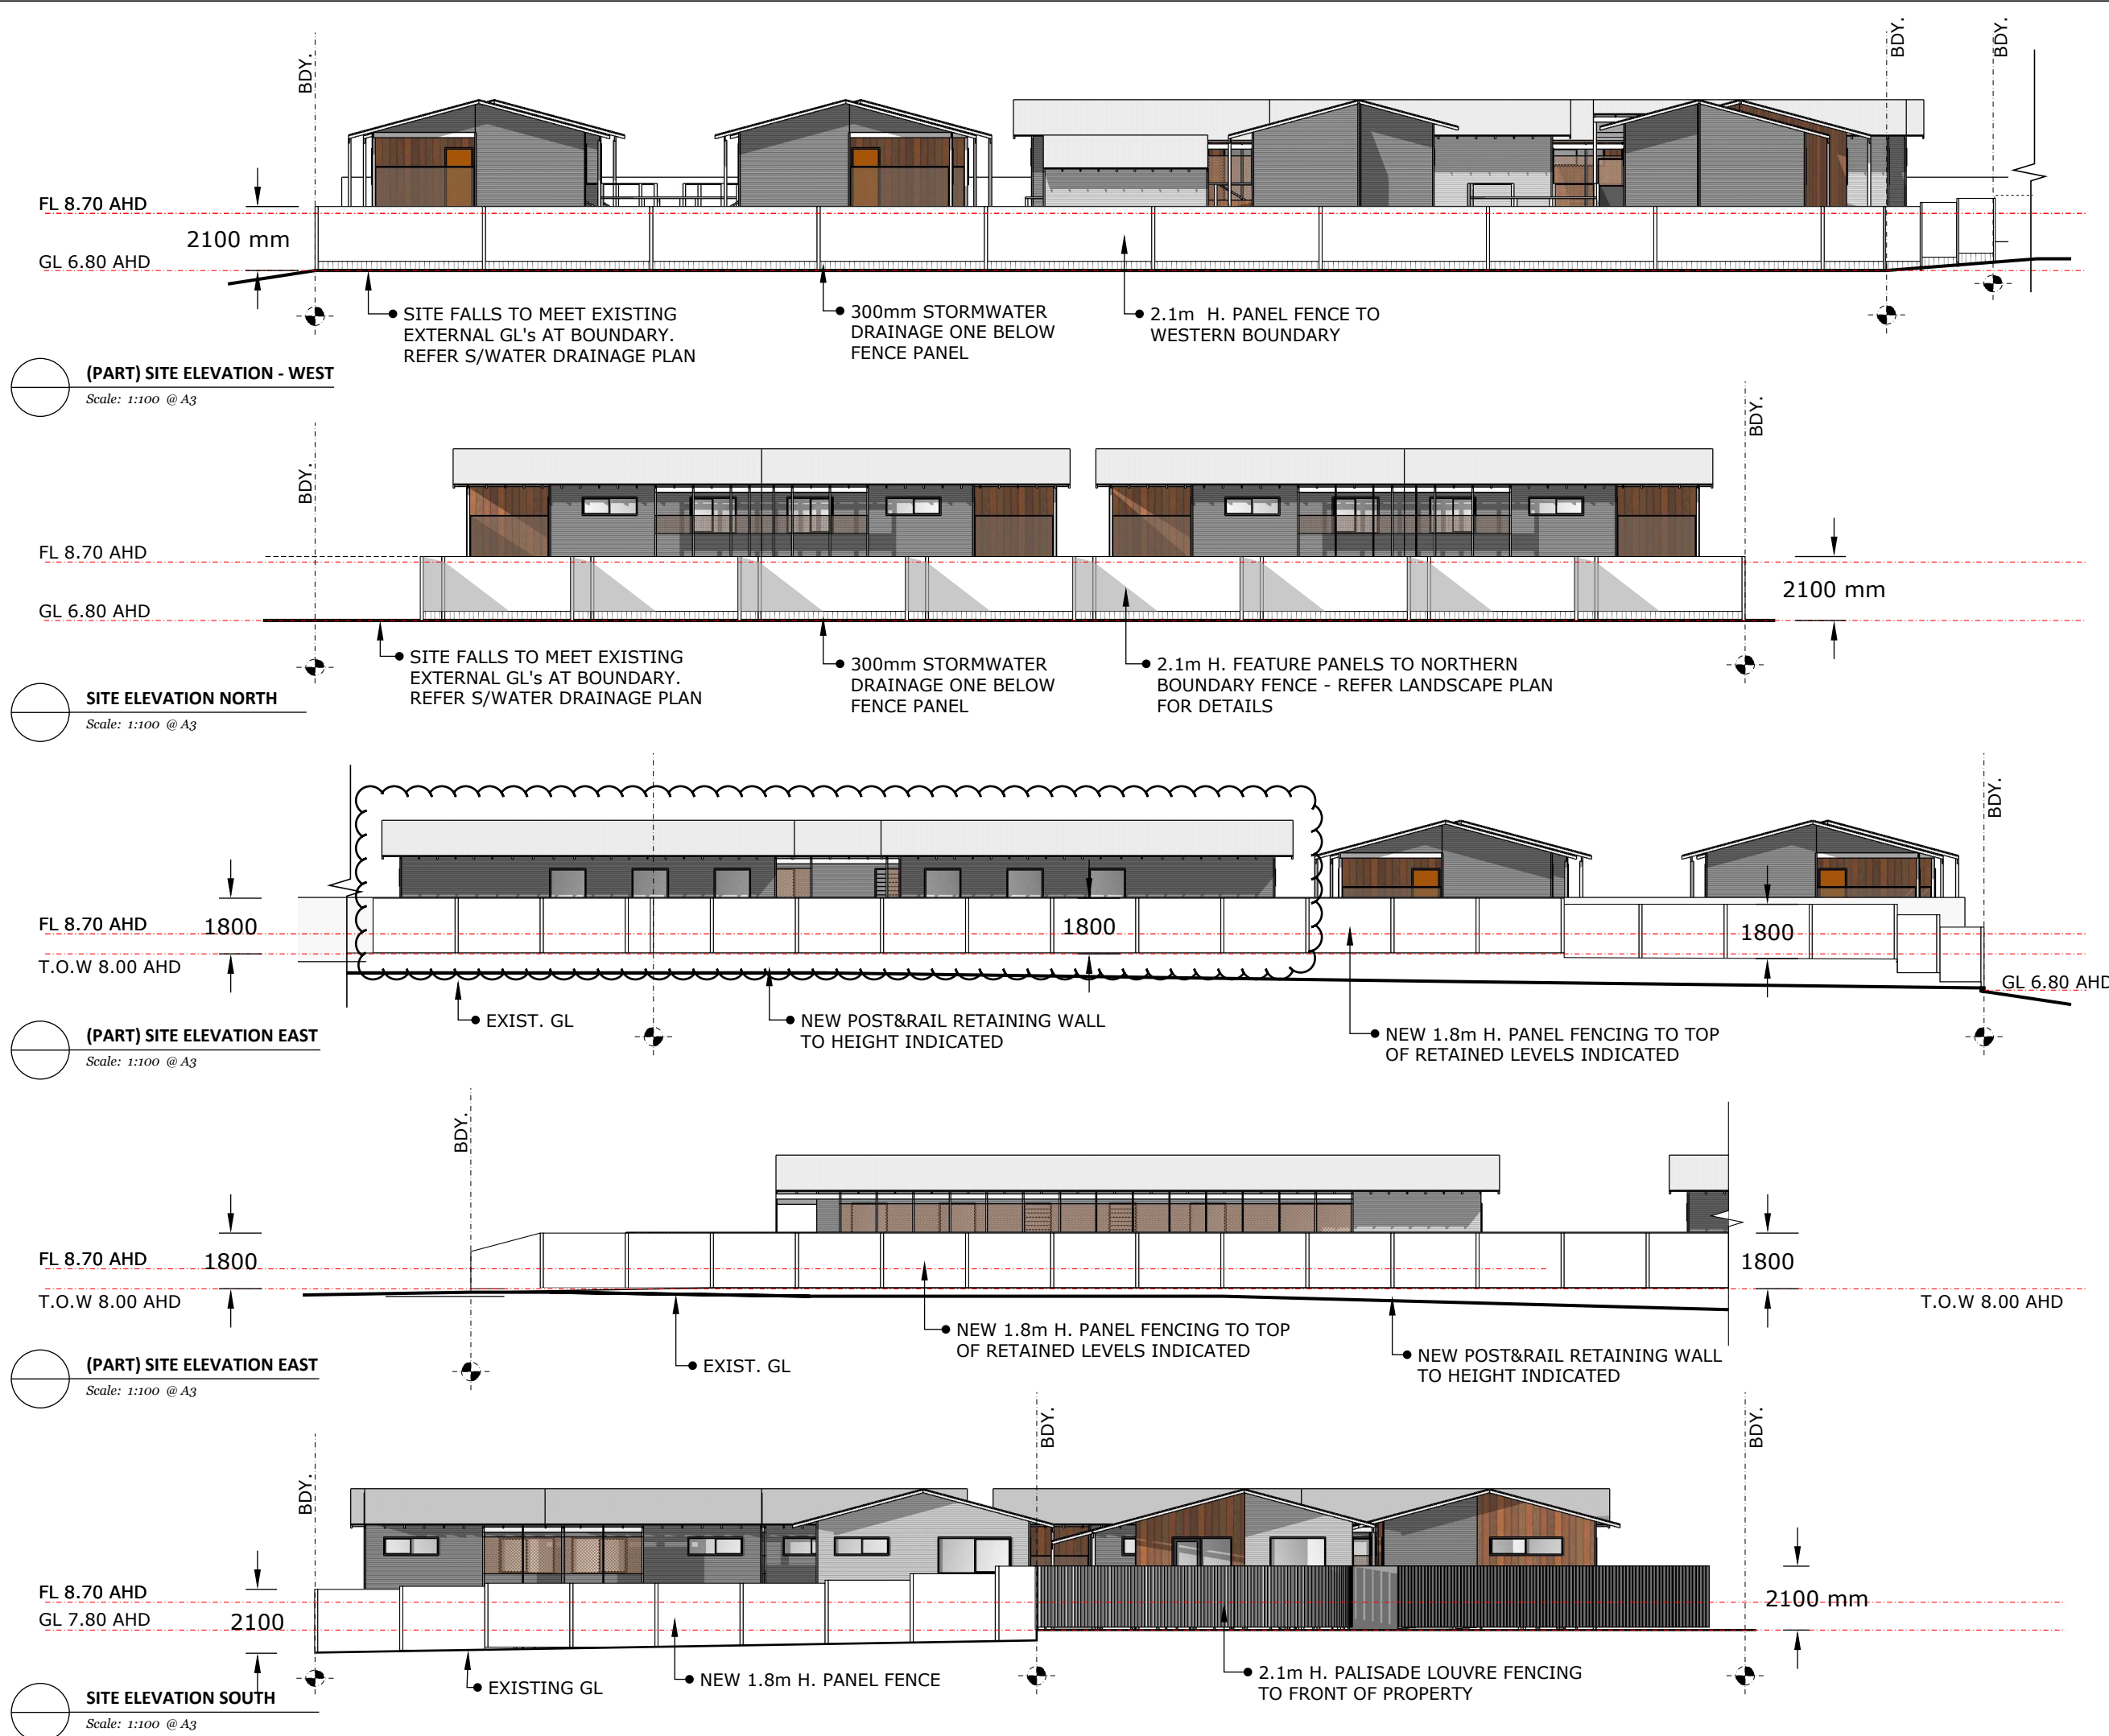 BDY.
BDY.
BDY.
FL 8.70 AHD
2100 mm
GL 6.80 AHD
SITE FALLS TO MEET EXISTING
EXTERNAL GL's AT BOUNDARY.
REFER S/WATER DRAINAGE PLAN
300mm STORMWATER
DRAINAGE ONE BELOW
FENCE PANEL
2.1m H. PANEL FENCE TO
WESTERN BOUNDARY
(PART) SITE ELEVATION - WEST
Scale: 1:100 @ A3
BDY.
BDY.
FL 8.70 AHD
2100 mm
GL 6.80 AHD
SITE FALLS TO MEET EXISTING
EXTERNAL GL's AT BOUNDARY.
REFER S/WATER DRAINAGE PLAN
300mm STORMWATER
DRAINAGE ONE BELOW
FENCE PANEL
2.1m H. FEATURE PANELS TO NORTHERN
BOUNDARY FENCE - REFER LANDSCAPE PLAN
FOR DETAILS
SITE ELEVATION NORTH
Scale: 1:100 @ A3
BDY.
FL 8.70 AHD
1800
1800
1800
T.O.W 8.00 AHD
GL 6.80 AHD
EXIST. GL
NEW POST&RAIL RETAINING WALL
TO HEIGHT INDICATED
NEW 1.8m H. PANEL FENCING TO TOP
OF RETAINED LEVELS INDICATED
(PART) SITE ELEVATION EAST
Scale: 1:100 @ A3
BDY.
FL 8.70 AHD
1800
1800
T.O.W 8.00 AHD
T.O.W 8.00 AHD
NEW 1.8m H. PANEL FENCING TO TOP
OF RETAINED LEVELS INDICATED
EXIST. GL
NEW POST&RAIL RETAINING WALL
TO HEIGHT INDICATED
(PART) SITE ELEVATION EAST
Scale: 1:100 @ A3
BDY.
BDY.
BDY.
FL 8.70 AHD
GL 7.80 AHD
2100
2100 mm
EXISTING GL
NEW 1.8m H. PANEL FENCE
2.1m H. PALISADE LOUVRE FENCING
TO FRONT OF PROPERTY
SITE ELEVATION SOUTH
Scale: 1:100 @ A3